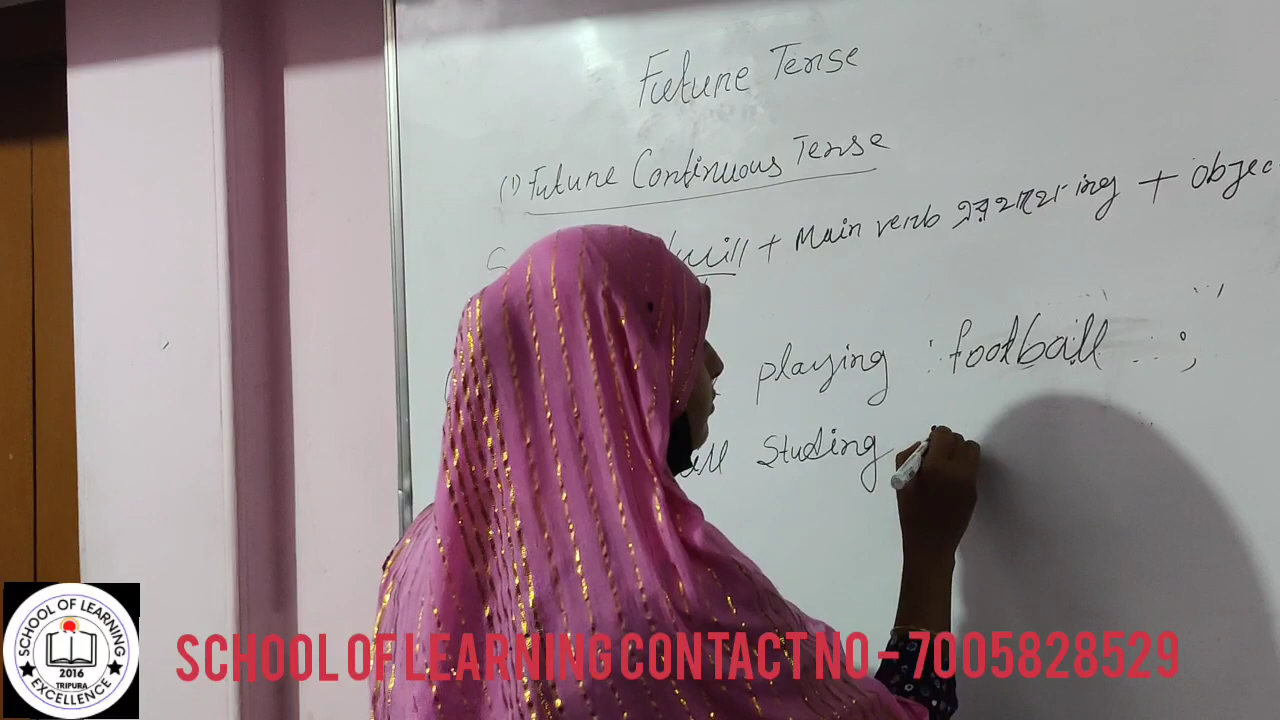 Future Tense
(1) Future Continuous Tense
will + Main verb এরসাথে ing + objec
playing football
Studing
SCHOOL OF LEARNING CONTACT NO - 7005828529
SCHOOL OF LEARNING
2016
TRIPURA
EXCELLENCE